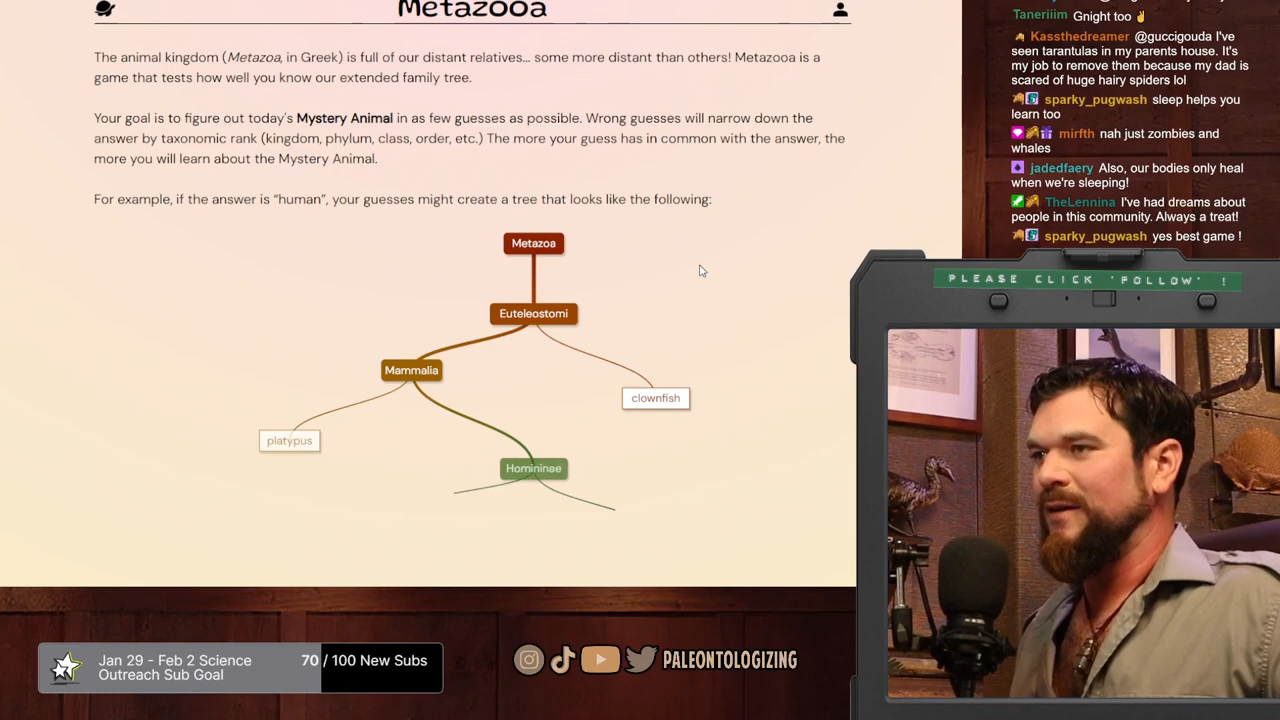 Metazooa
The animal kingdom (Metazoa, in Greek) is full of our distant relatives... some more distant than others! Metazooa is a
game that tests how well you know our extended family tree.
Your goal is to figure out today's Mystery Animal in as few guesses as possible. Wrong guesses will narrow down the
answer by taxonomic rank (kingdom, phylum, class, order, etc.) The more your guess has in common with the answer, the
more you will learn about the Mystery Animal.
For example, if the answer is “human”, your guesses might create a tree that looks like the following:
Metazoa
Euteleostomi
Mammalia
clownfish
platypus
Homininae
Taneriiim Gnight too ✌
Kassthedreamer @guccigouda I've
seen tarantulas in my parents house. It's
my job to remove them because my dad is
scared of huge hairy spiders lol
sparky_pugwash sleep helps you
learn too
mirfth nah just zombies and
whales
jadedfaery Also, our bodies only heal
when we're sleeping!
TheLennina I've had dreams about
people in this community. Always a treat!
sparky_pugwash yes best game !
PLEASE CLICK 'FOLLOW' !
Jan 29 - Feb 2 Science
Outreach Sub Goal
70 / 100 New Subs
PALEONTOLOGIZING